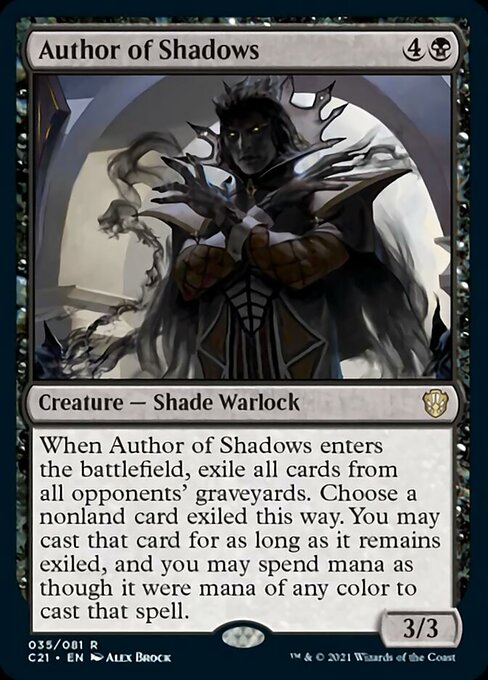 Author of Shadows 4
Creature — Shade Warlock
When Author of Shadows enters
the battlefield, exile all cards from
all opponents' graveyards. Choose a
nonland card exiled this way. You may
cast that card for as long as it remains
exiled, and you may spend mana as
though it were mana of any color to
cast that spell.
3/3
035/081 R
C21 • EN Alex Brock
™ & © 2021 Wizards of the Coast